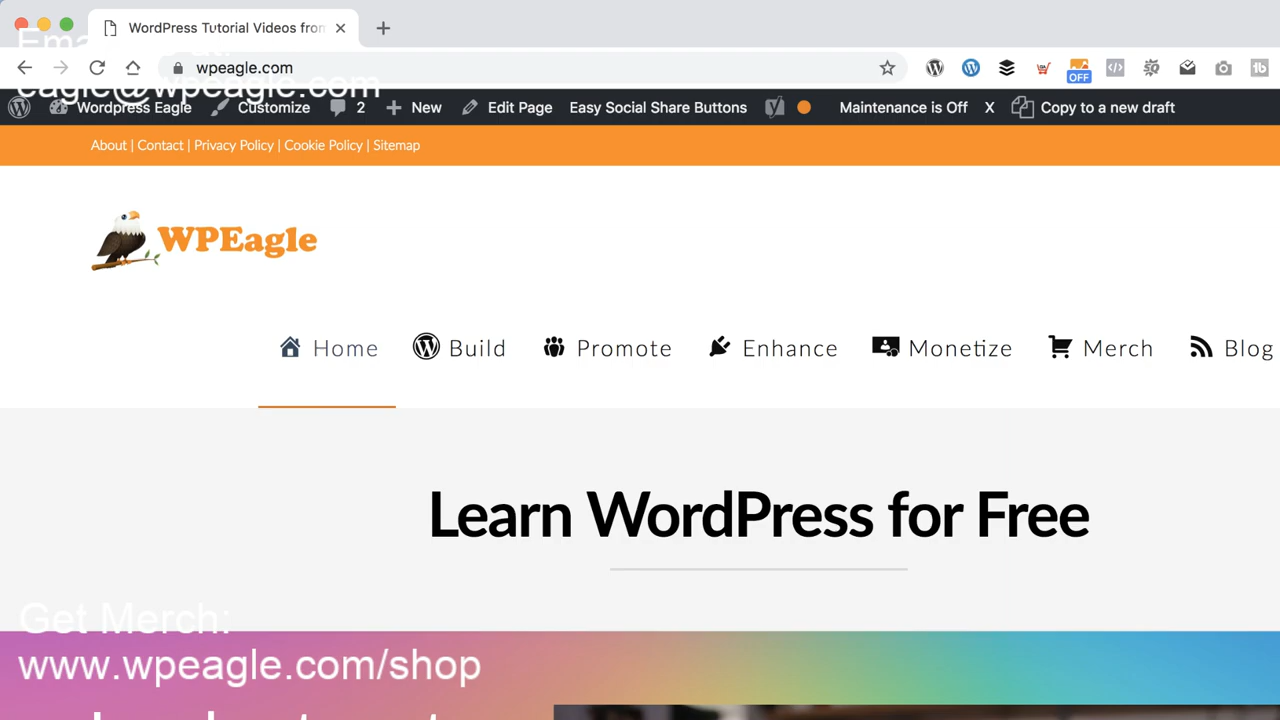 WordPress Tutorial Videos from
wpeagle.com
OFF
Wordpress Eagle Customize 2 New Edit Page Easy Social Share Buttons Maintenance is Off X Copy to a new draft
eagle@wpeagle.com
About | Contact | Privacy Policy | Cookie Policy | Sitemap
WPEagle
Home Build Promote Enhance Monetize Merch Blog
Learn WordPress for Free
Get Merch:
www.wpeagle.com/shop